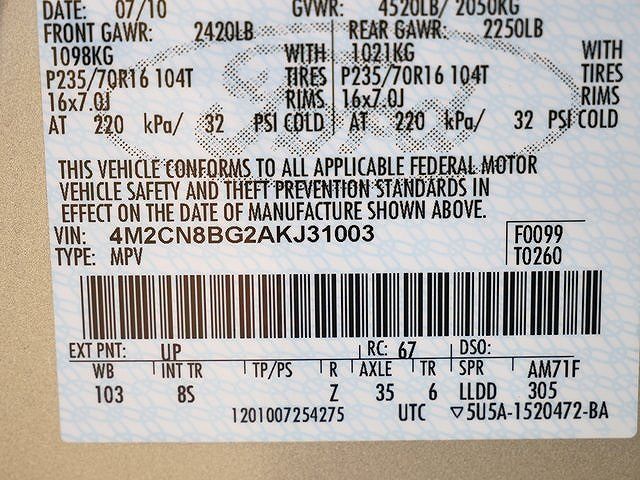 DATE: 07/10 GVWR: 4520LB/ 2050KG
FRONT GAWR: 2420LB REAR GAWR: 2250LB
1098KG WITH 1021KG WITH
P235/70R16 104T TIRES P235/70R16 104T TIRES
16x7.0J RIMS 16x7.0J RIMS
AT 220 kPa/ 32 PSI COLD AT 220 kPa/ 32 PSI COLD
THIS VEHICLE CONFORMS TO ALL APPLICABLE FEDERAL MOTOR
VEHICLE SAFETY AND THEFT PREVENTION STANDARDS IN
EFFECT ON THE DATE OF MANUFACTURE SHOWN ABOVE.
VIN: 4M2CN8BG2AKJ31003 F0099
TYPE: MPV T0260
EXT PNT: UP RC: 67 DSO:
WB INT TR TP/PS R AXLE TR SPR AM71F
103 8S Z 35 6 LLDD 305
1201007254275 UTC ▽5U5A-1520472-BA